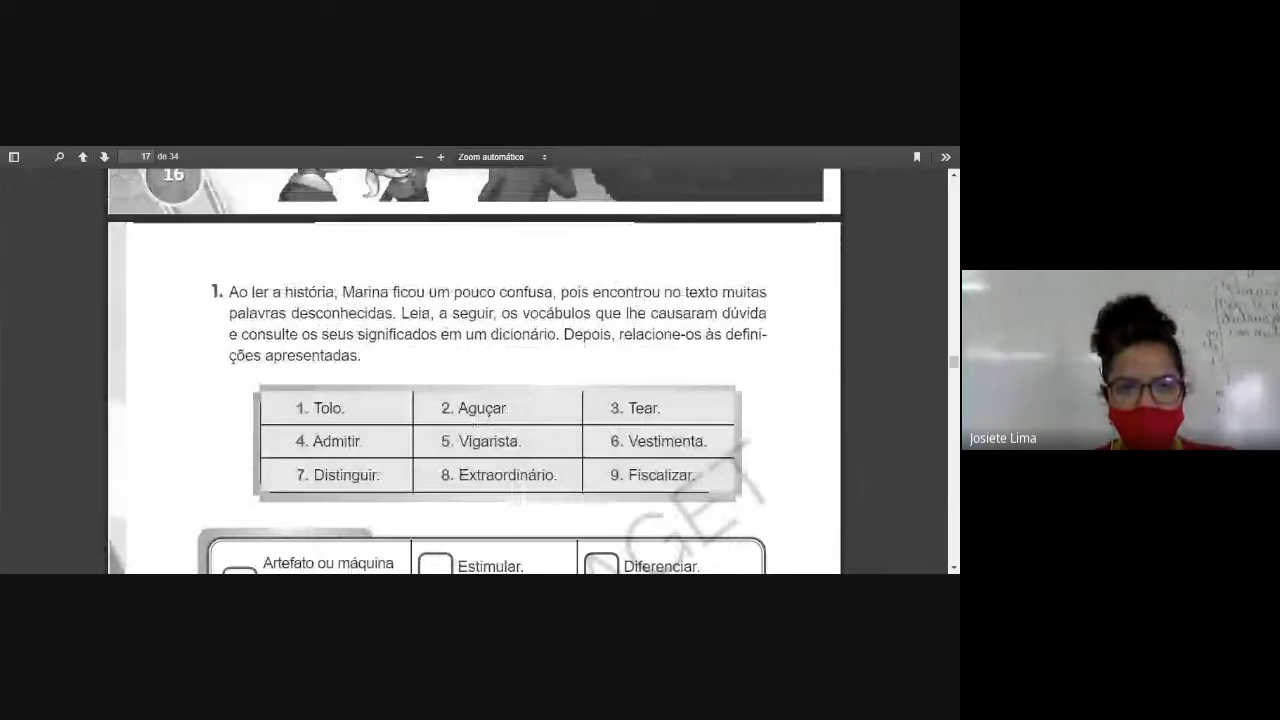 17 de 34
Zoom automático
16
1. Ao ler a história, Marina ficou um pouco confusa, pois encontrou no texto muitas
palavras desconhecidas. Leia, a seguir, os vocábulos que lhe causaram dúvida
e consulte os seus significados em um dicionário. Depois, relacione-os às defini-
ções apresentadas.
1. Tolo. 2. Aguçar. 3. Tear.
4. Admitir. 5. Vigarista. 6. Vestimenta.
7. Distinguir. 8. Extraordinário. 9. Fiscalizar.
GET
Artefato ou máquina
Estimular. Diferenciar.
Josiete Lima